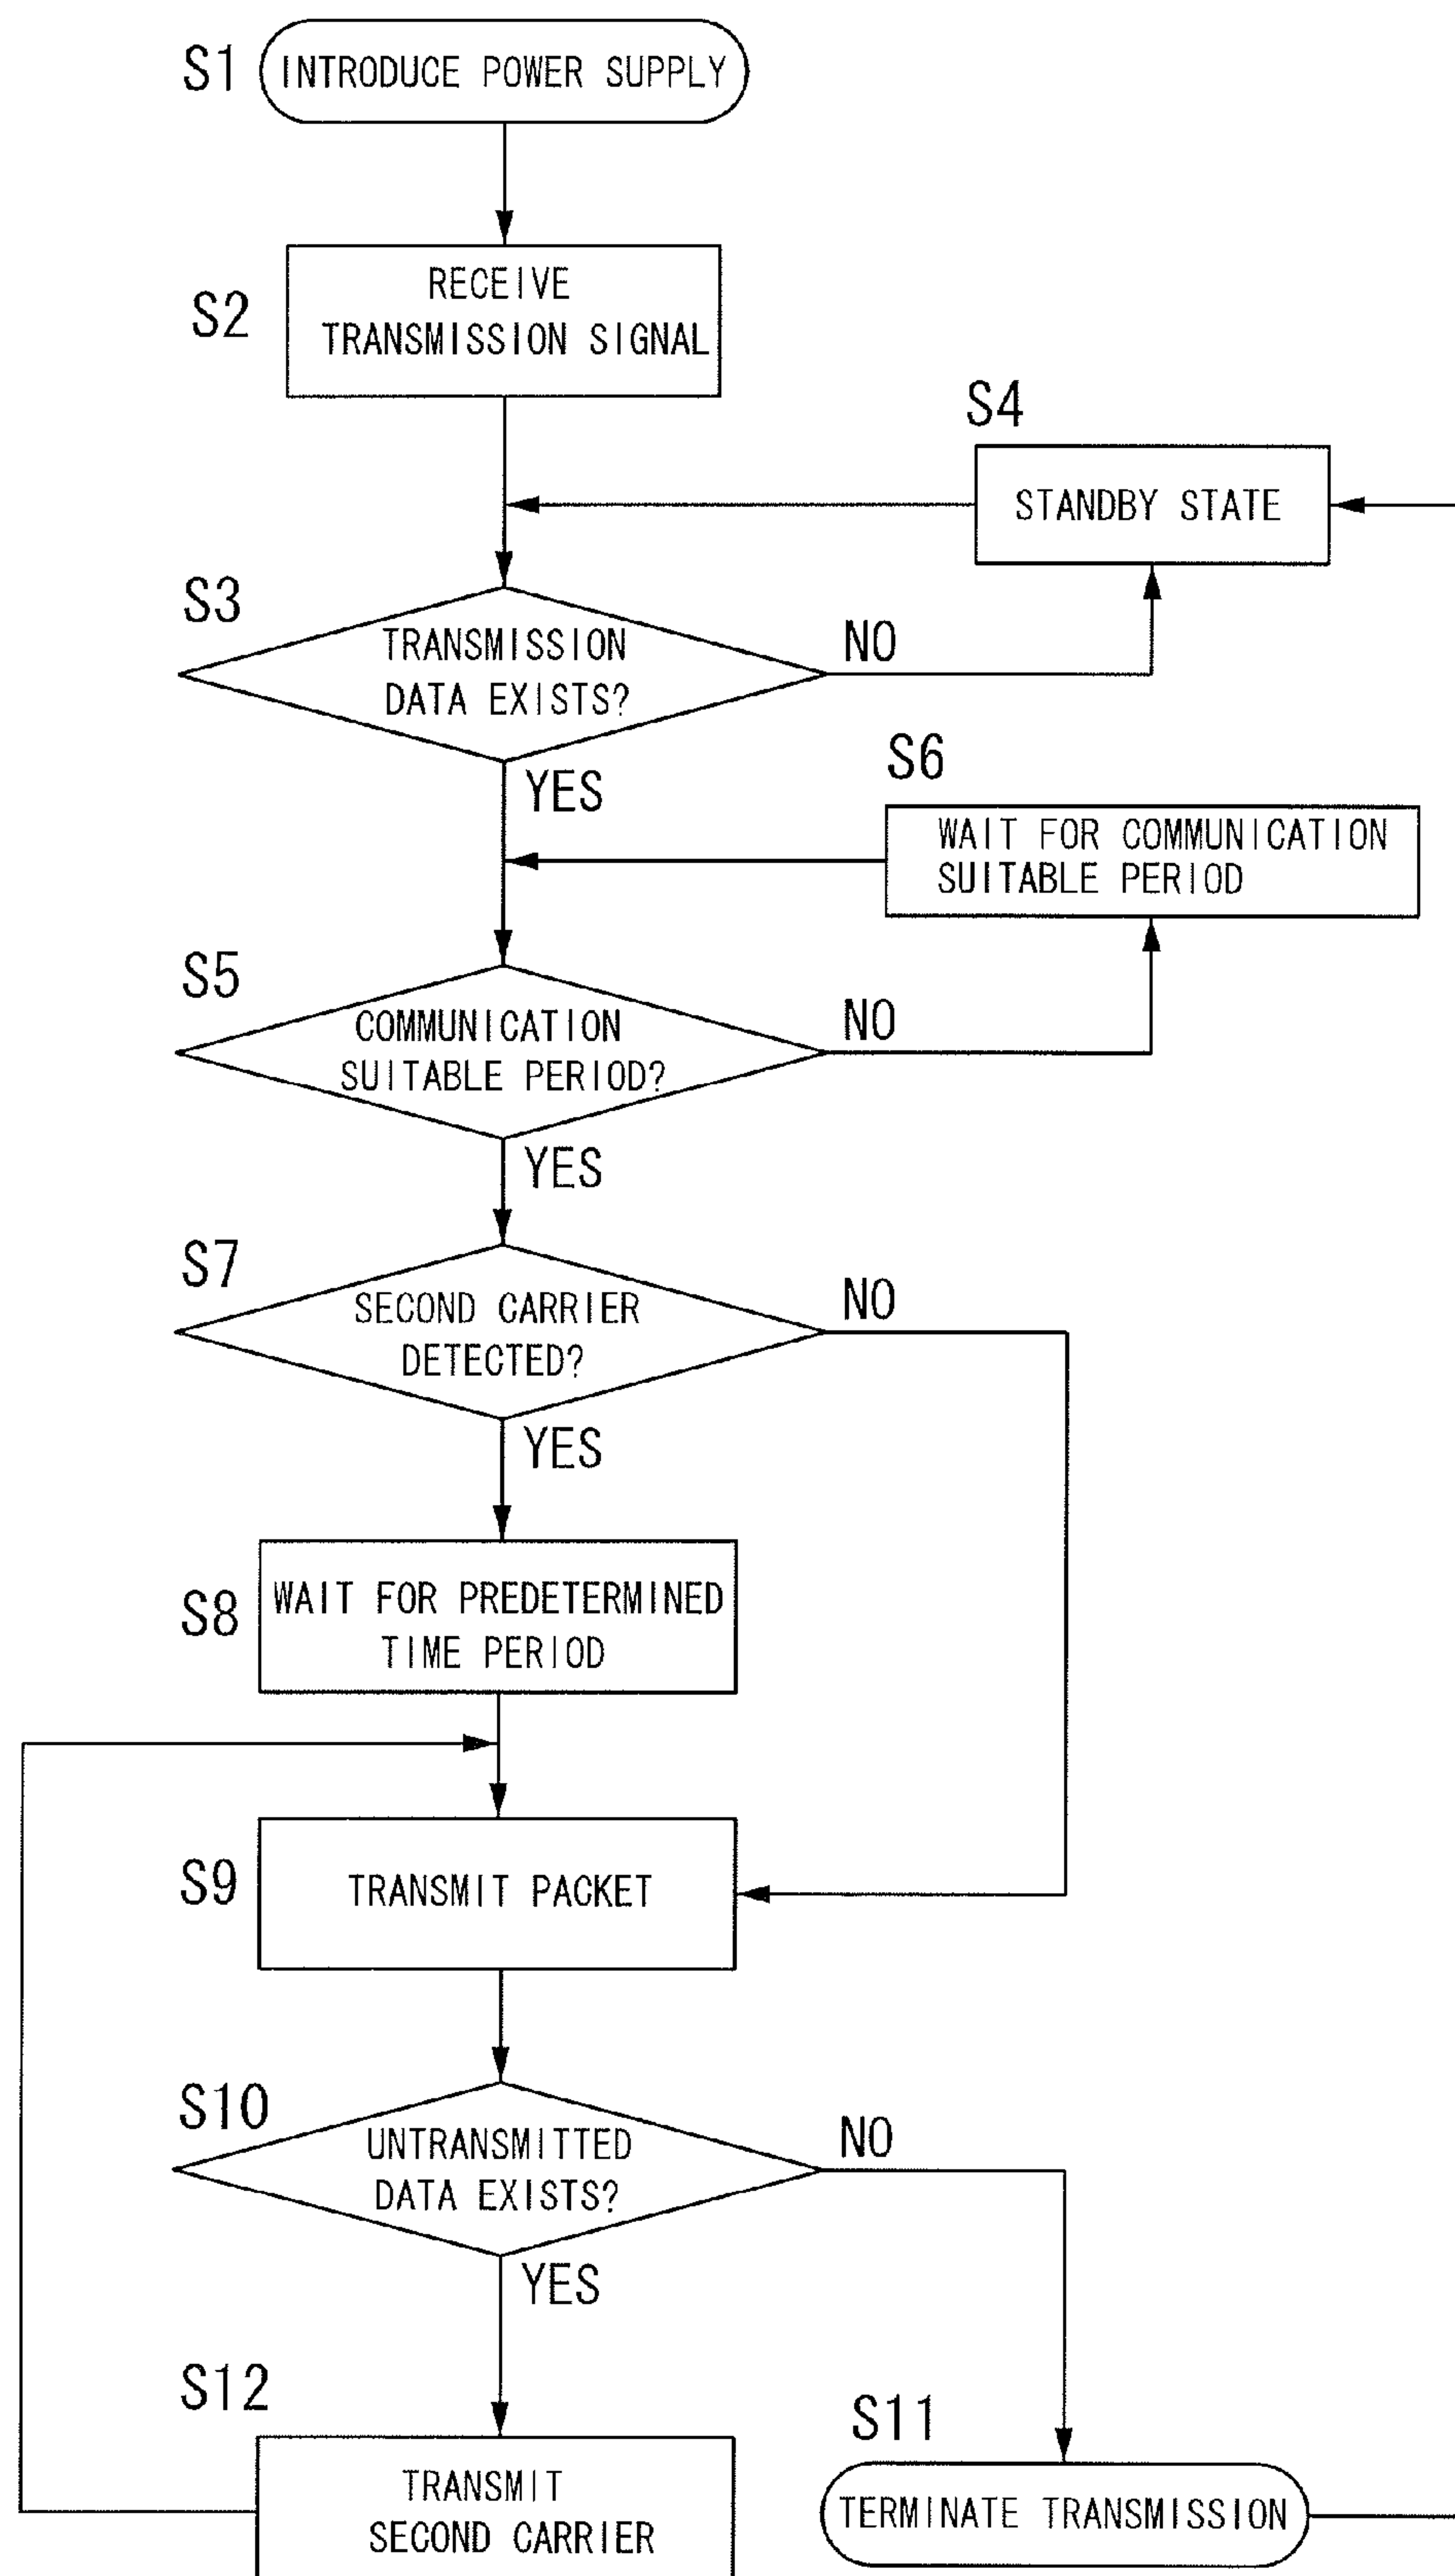 S1
INTRODUCE POWER SUPPLY
S2
RECEIVE
TRANSMISSION SIGNAL
S4
STANDBY STATE
S3
TRANSMISSION
DATA EXISTS?
NO
YES
S6
WAIT FOR COMMUNICATION
SUITABLE PERIOD
S5
COMMUNICATION
SUITABLE PERIOD?
NO
YES
S7
SECOND CARRIER
DETECTED?
NO
YES
S8
WAIT FOR PREDETERMINED
TIME PERIOD
S9
TRANSMIT PACKET
S10
UNTRANSMITTED
DATA EXISTS?
NO
YES
S12
TRANSMIT
SECOND CARRIER
S11
TERMINATE TRANSMISSION